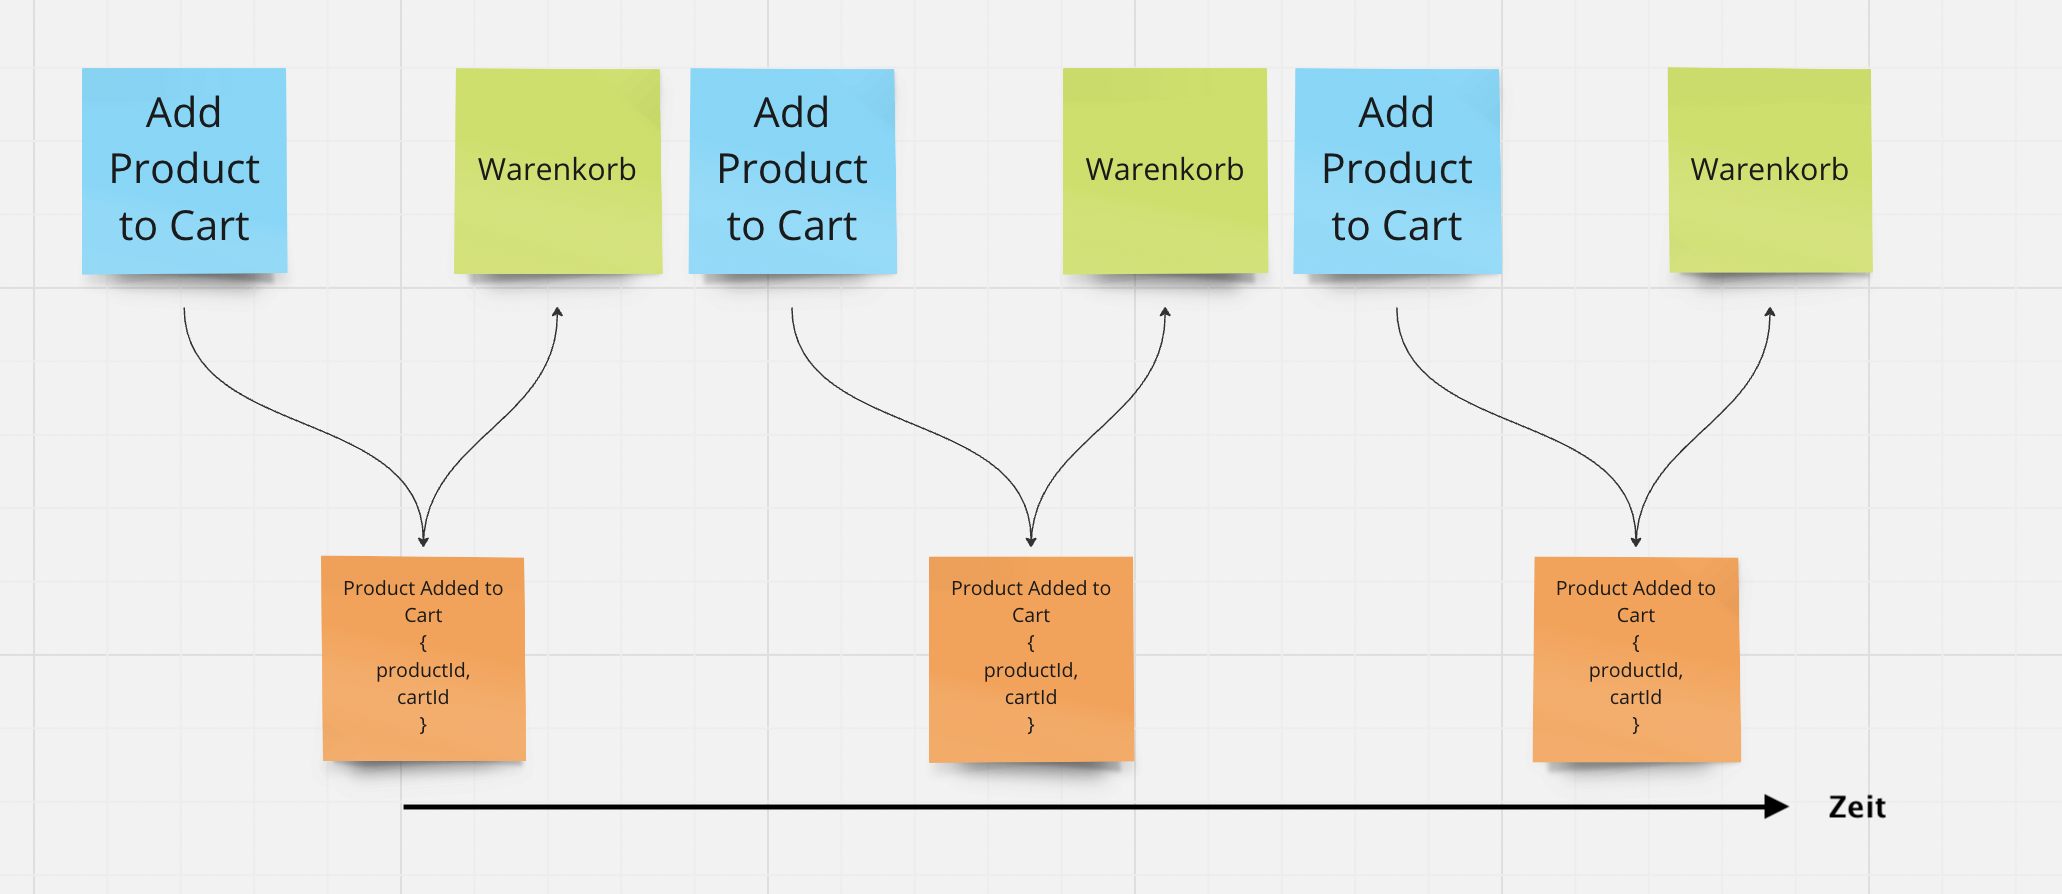 Add
Product
to Cart
Warenkorb
Add
Product
to Cart
Warenkorb
Add
Product
to Cart
Warenkorb
Product Added to
Cart
{
productId,
cartId
}
Product Added to
Cart
{
productId,
cartId
}
Product Added to
Cart
{
productId,
cartId
}
Zeit